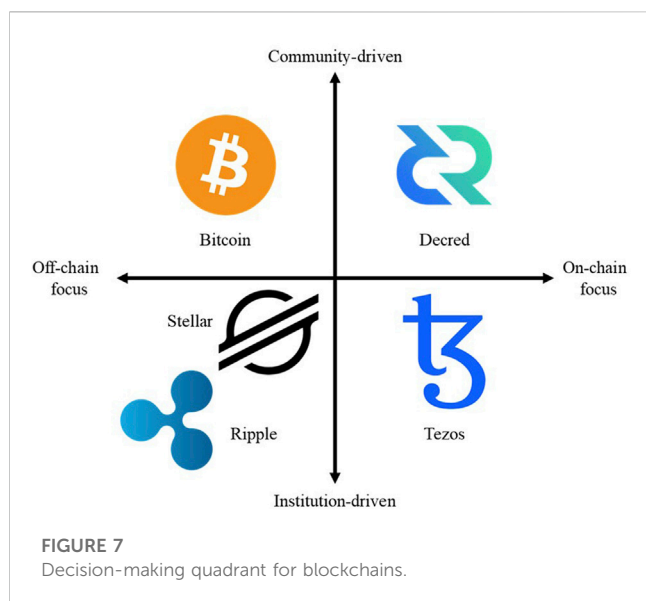 Community-driven
Bitcoin
Decred
Off-chain
focus
On-chain
focus
Stellar
Ripple
Tezos
Institution-driven
FIGURE 7
Decision-making quadrant for blockchains.